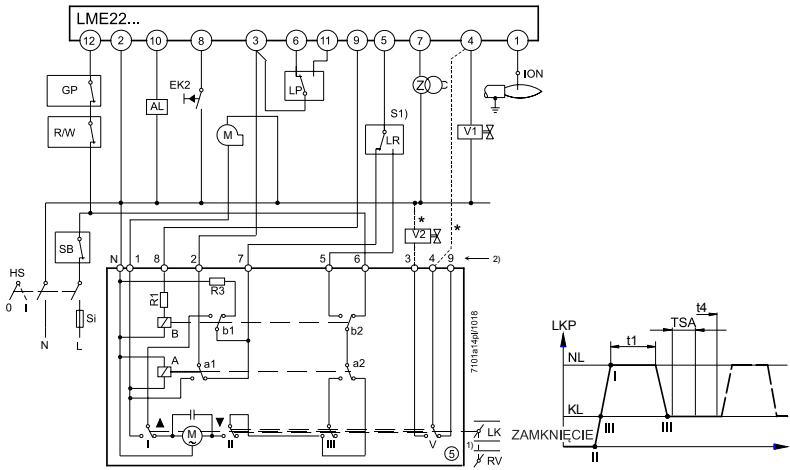 LME22...
12 2 10 8 3 6 11 9 5 7 4 1
GP
R/W
AL
EK2
LP
M
S1)
LR
Z
ION
V1
*
*
V2
SB
HS
0 I
Si
N L
N 1 8 2 7 5 6 3 4 9
2)
R1
R3
B
b1
b2
A
a1
a2
I
M
II
III
V
LK
1)
RV
5
7101a14pl/1018
LKP
t1
TSA
t4
NL
I
KL
III
III
ZAMKNIĘCIE
II